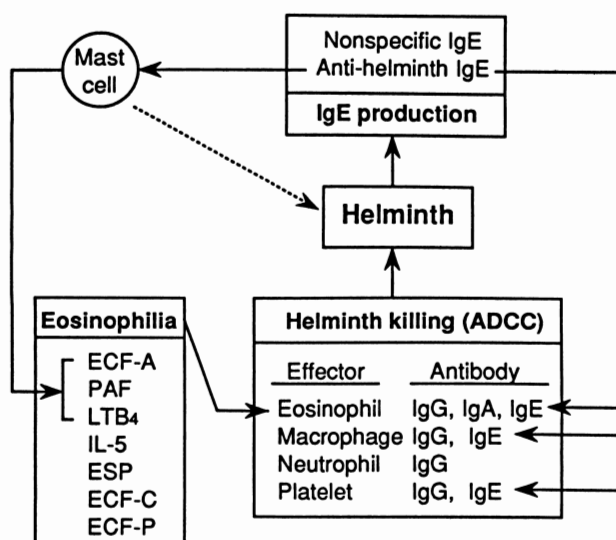 Mast
cell
Nonspecific IgE
Anti-helminth IgE
IgE production
Helminth
Eosinophilia
ECF-A
PAF
LTB4
IL-5
ESP
ECF-C
ECF-P
Helminth killing (ADCC)
Effector Antibody
Eosinophil IgG, IgA, IgE
Macrophage IgG, IgE
Neutrophil IgG
Platelet IgG, IgE